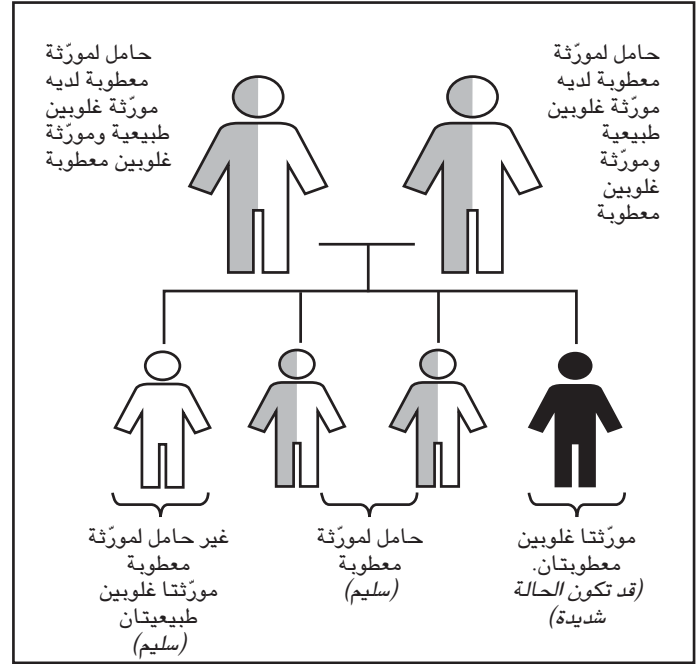 حامل لمورّثة
معطوبة لديه
مورّثة غلوبين
طبيعية
ومورّثة
غلوبين
معطوبة
حامل لمورّثة
معطوبة لديه
مورّثة غلوبين
طبيعية ومورّثة
غلوبين معطوبة
مورّثتا غلوبين
معطوبتان.
(قد تكون الحالة
شديدة)
حامل لمورّثة
معطوبة
(سليم)
غير حامل لمورّثة
معطوبة
مورّثتا غلوبين
طبيعيتان
(سليم)